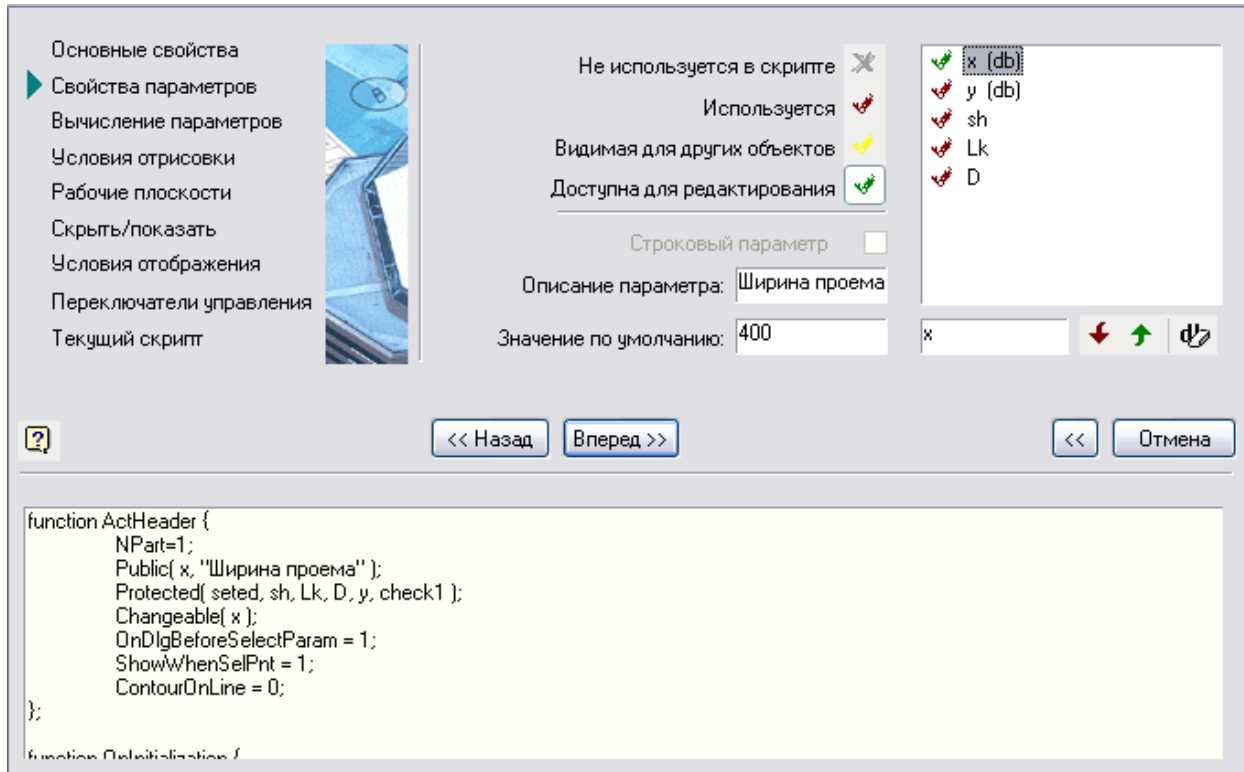 Основные свойства
Свойства параметров
Вычисление параметров
Условия отрисовки
Рабочие плоскости
Скрыть/показать
Условия отображения
Переключатели управления
Текущий скрипт
Не используется в скрипте
Используется
Видимая для других объектов
Доступна для редактирования
Строковый параметр
Описание параметра: Ширина проема
Значение по умолчанию: 400
x (db)
y (db)
sh
Lk
D
x
<< Назад
Вперед >>
<<
Отмена
function ActHeader {
NPart=1;
Public( x, "Ширина проема" );
Protected( seted, sh, Lk, D, y, check1 );
Changeable( x );
OnDlgBeforeSelectParam = 1;
ShowWhenSelPnt = 1;
ContourOnLine = 0;
};
function OnInitialization {